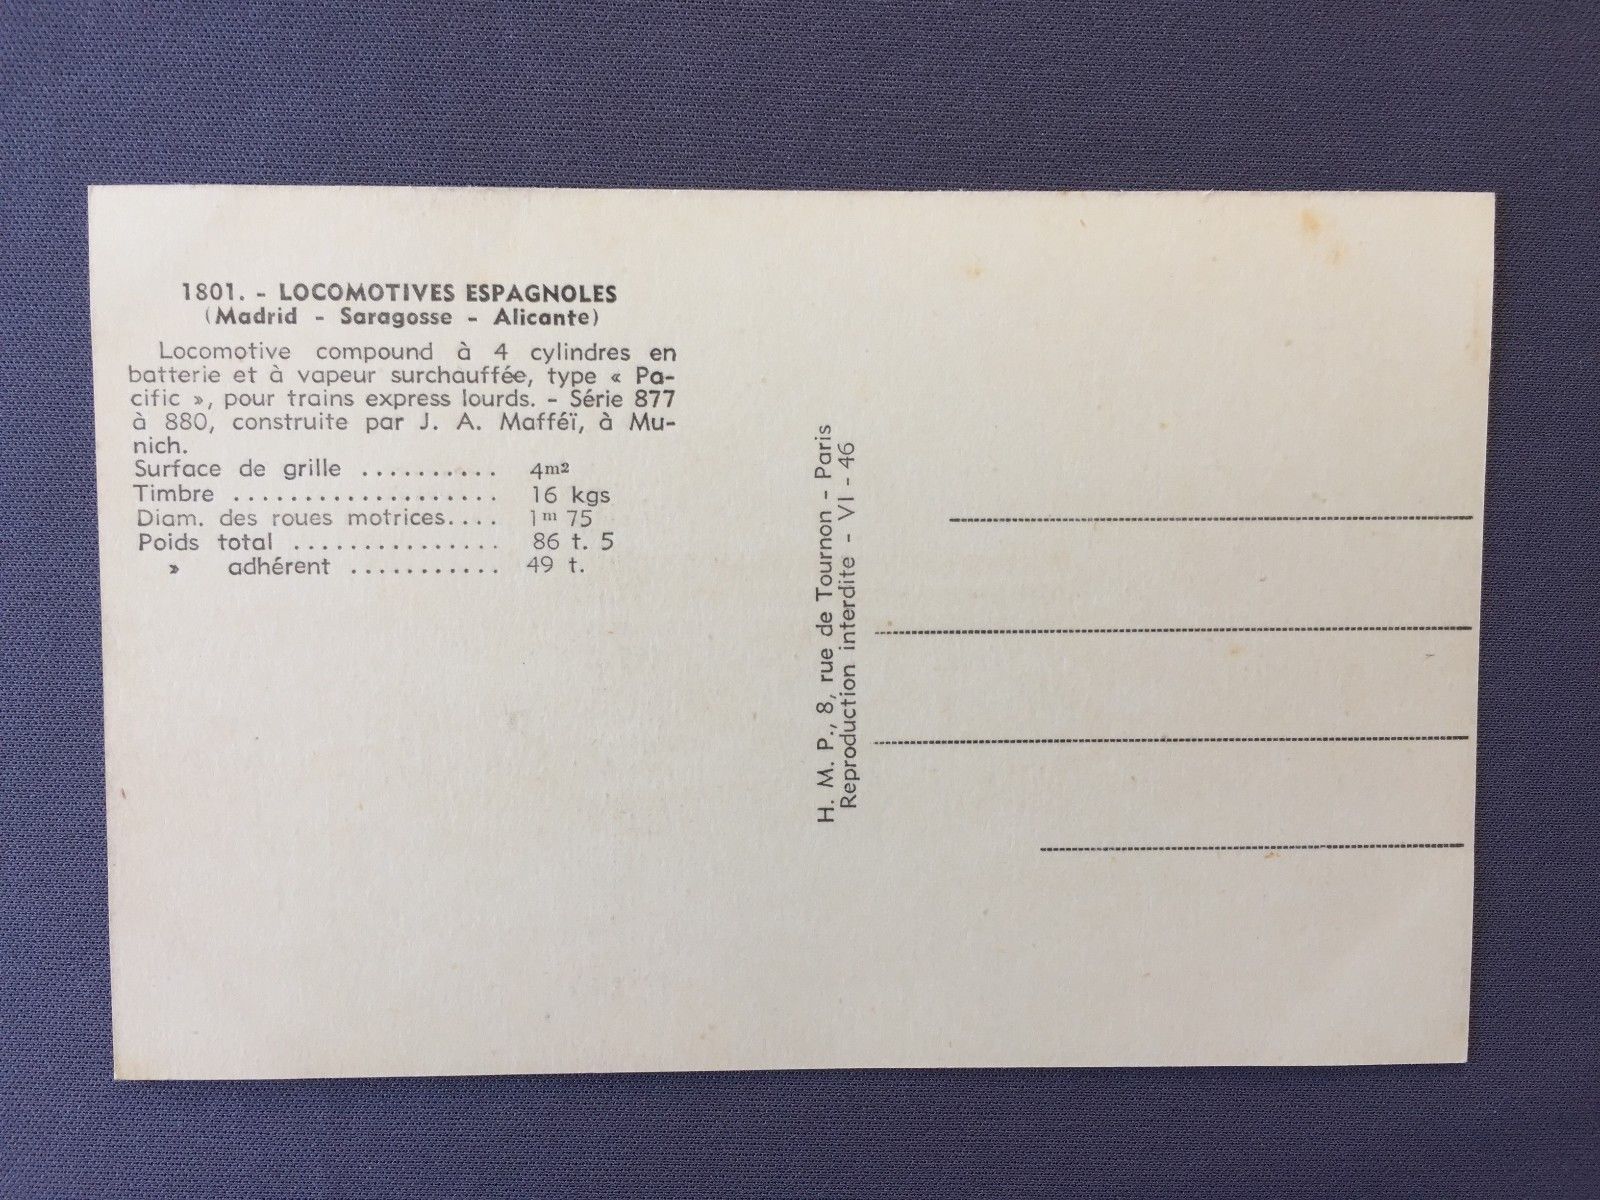 1801. - LOCOMOTIVES ESPAGNOLES
(Madrid - Saragosse - Alicante)
Locomotive compound à 4 cylindres en
batterie et à vapeur surchauffée, type « Pa-
cific », pour trains express lourds. - Série 877
à 880, construite par J. A. Mafféï, à Mu-
nich.
Surface de grille .......... 4m²
Timbre ................... 16 kgs
Diam. des roues motrices.... 1m 75
Poids total ............... 86 t. 5
» adhérent ........... 49 t.
H. M. P., 8, rue de Tournon - Paris
Reproduction interdite - VI - 46